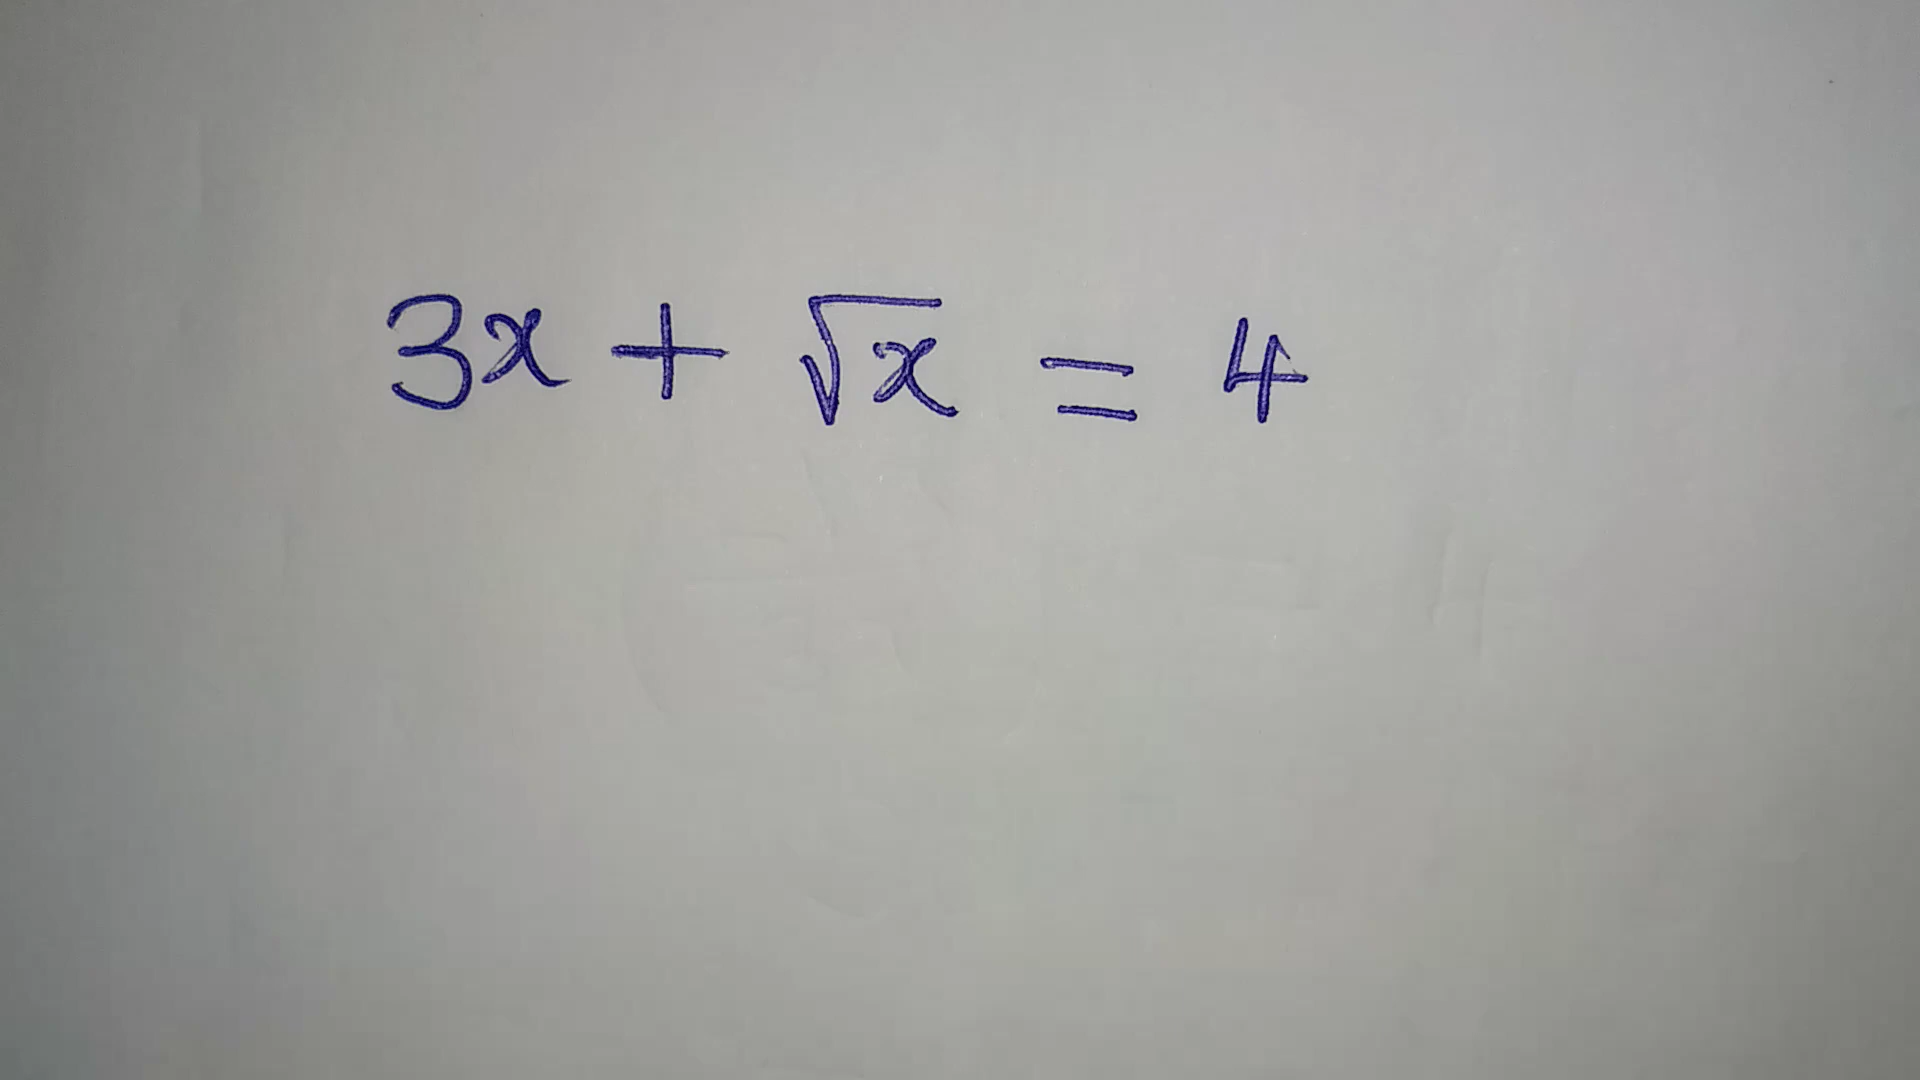 3x + √x = 4